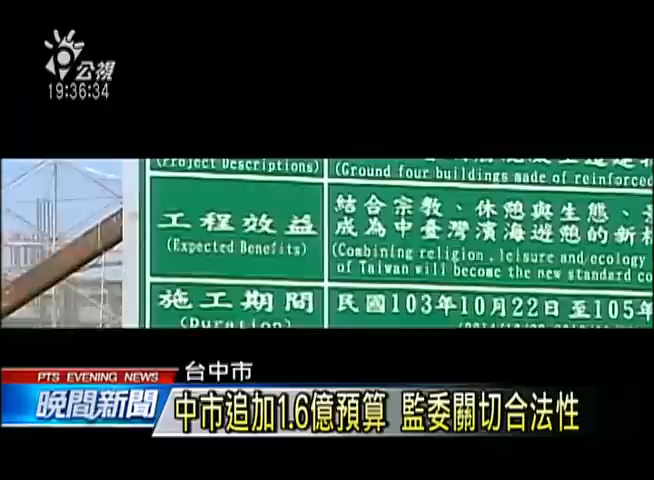 公視
19:36:34
(Project Descriptions)
(Ground four buildings made of reinforced
工程效益
(Expected Benefits)
結合宗教、休憩與生態、
成為中臺灣濱海遊憩的新
(Combining religion, leisure and ecology
of Taiwan will become the new standard
施工期間
(Duration)
民國103年10月22日至105年
台中市
PTS EVENING NEWS
晚間新聞
中市追加1.6億預算 監委關切合法性